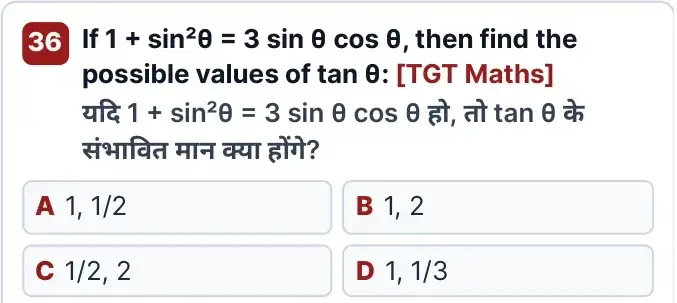 36 If 1 + sin²θ = 3 sin θ cos θ, then find the
possible values of tan θ: [TGT Maths]
यदि 1 + sin²θ = 3 sin θ cos θ हो, तो tan θ के
संभावित मान क्या होंगे?
A 1, 1/2
B 1, 2
C 1/2, 2
D 1, 1/3